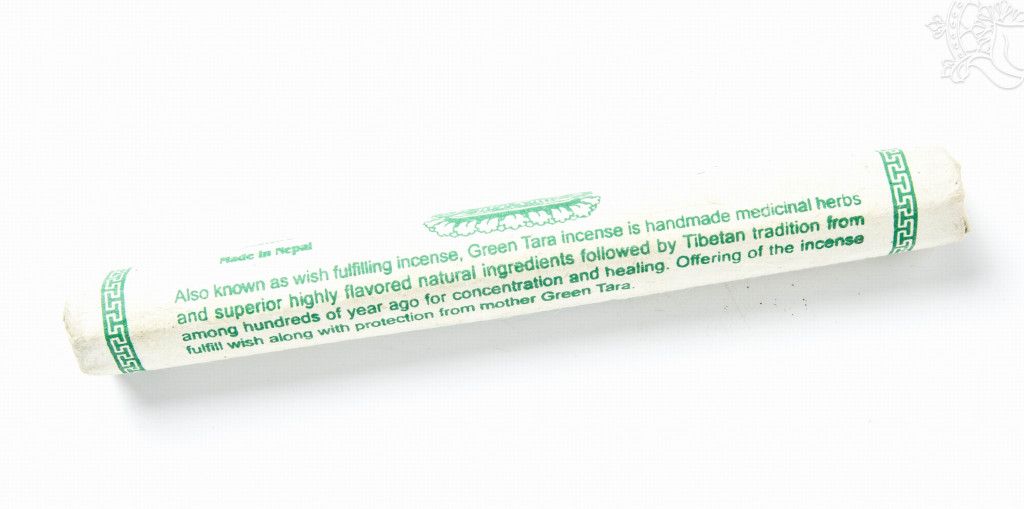 Made in Nepal
Also known as wish fulfilling incense, Green Tara incense is handmade medicinal herbs
and superior highly flavored natural ingredients followed by Tibetan tradition from
among hundreds of year ago for concentration and healing. Offering of the incense
fulfill wish along with protection from mother Green Tara.